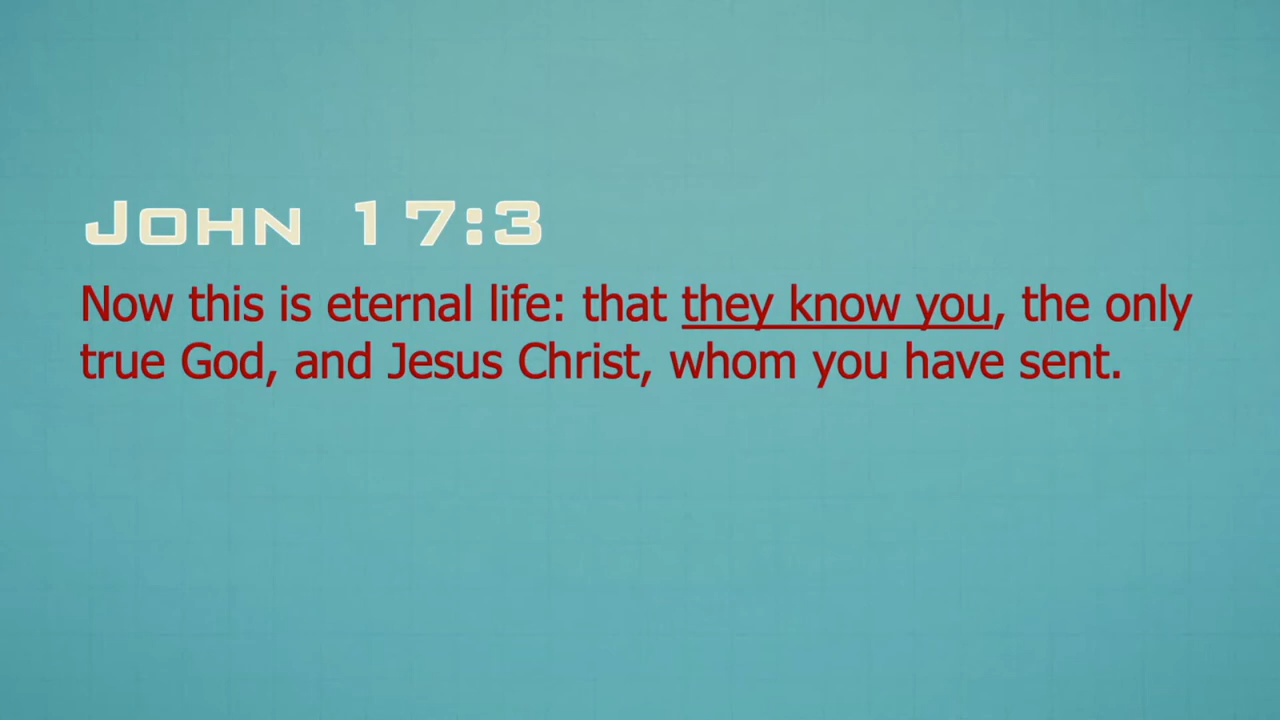 John 17:3
Now this is eternal life: that they know you, the only
true God, and Jesus Christ, whom you have sent.